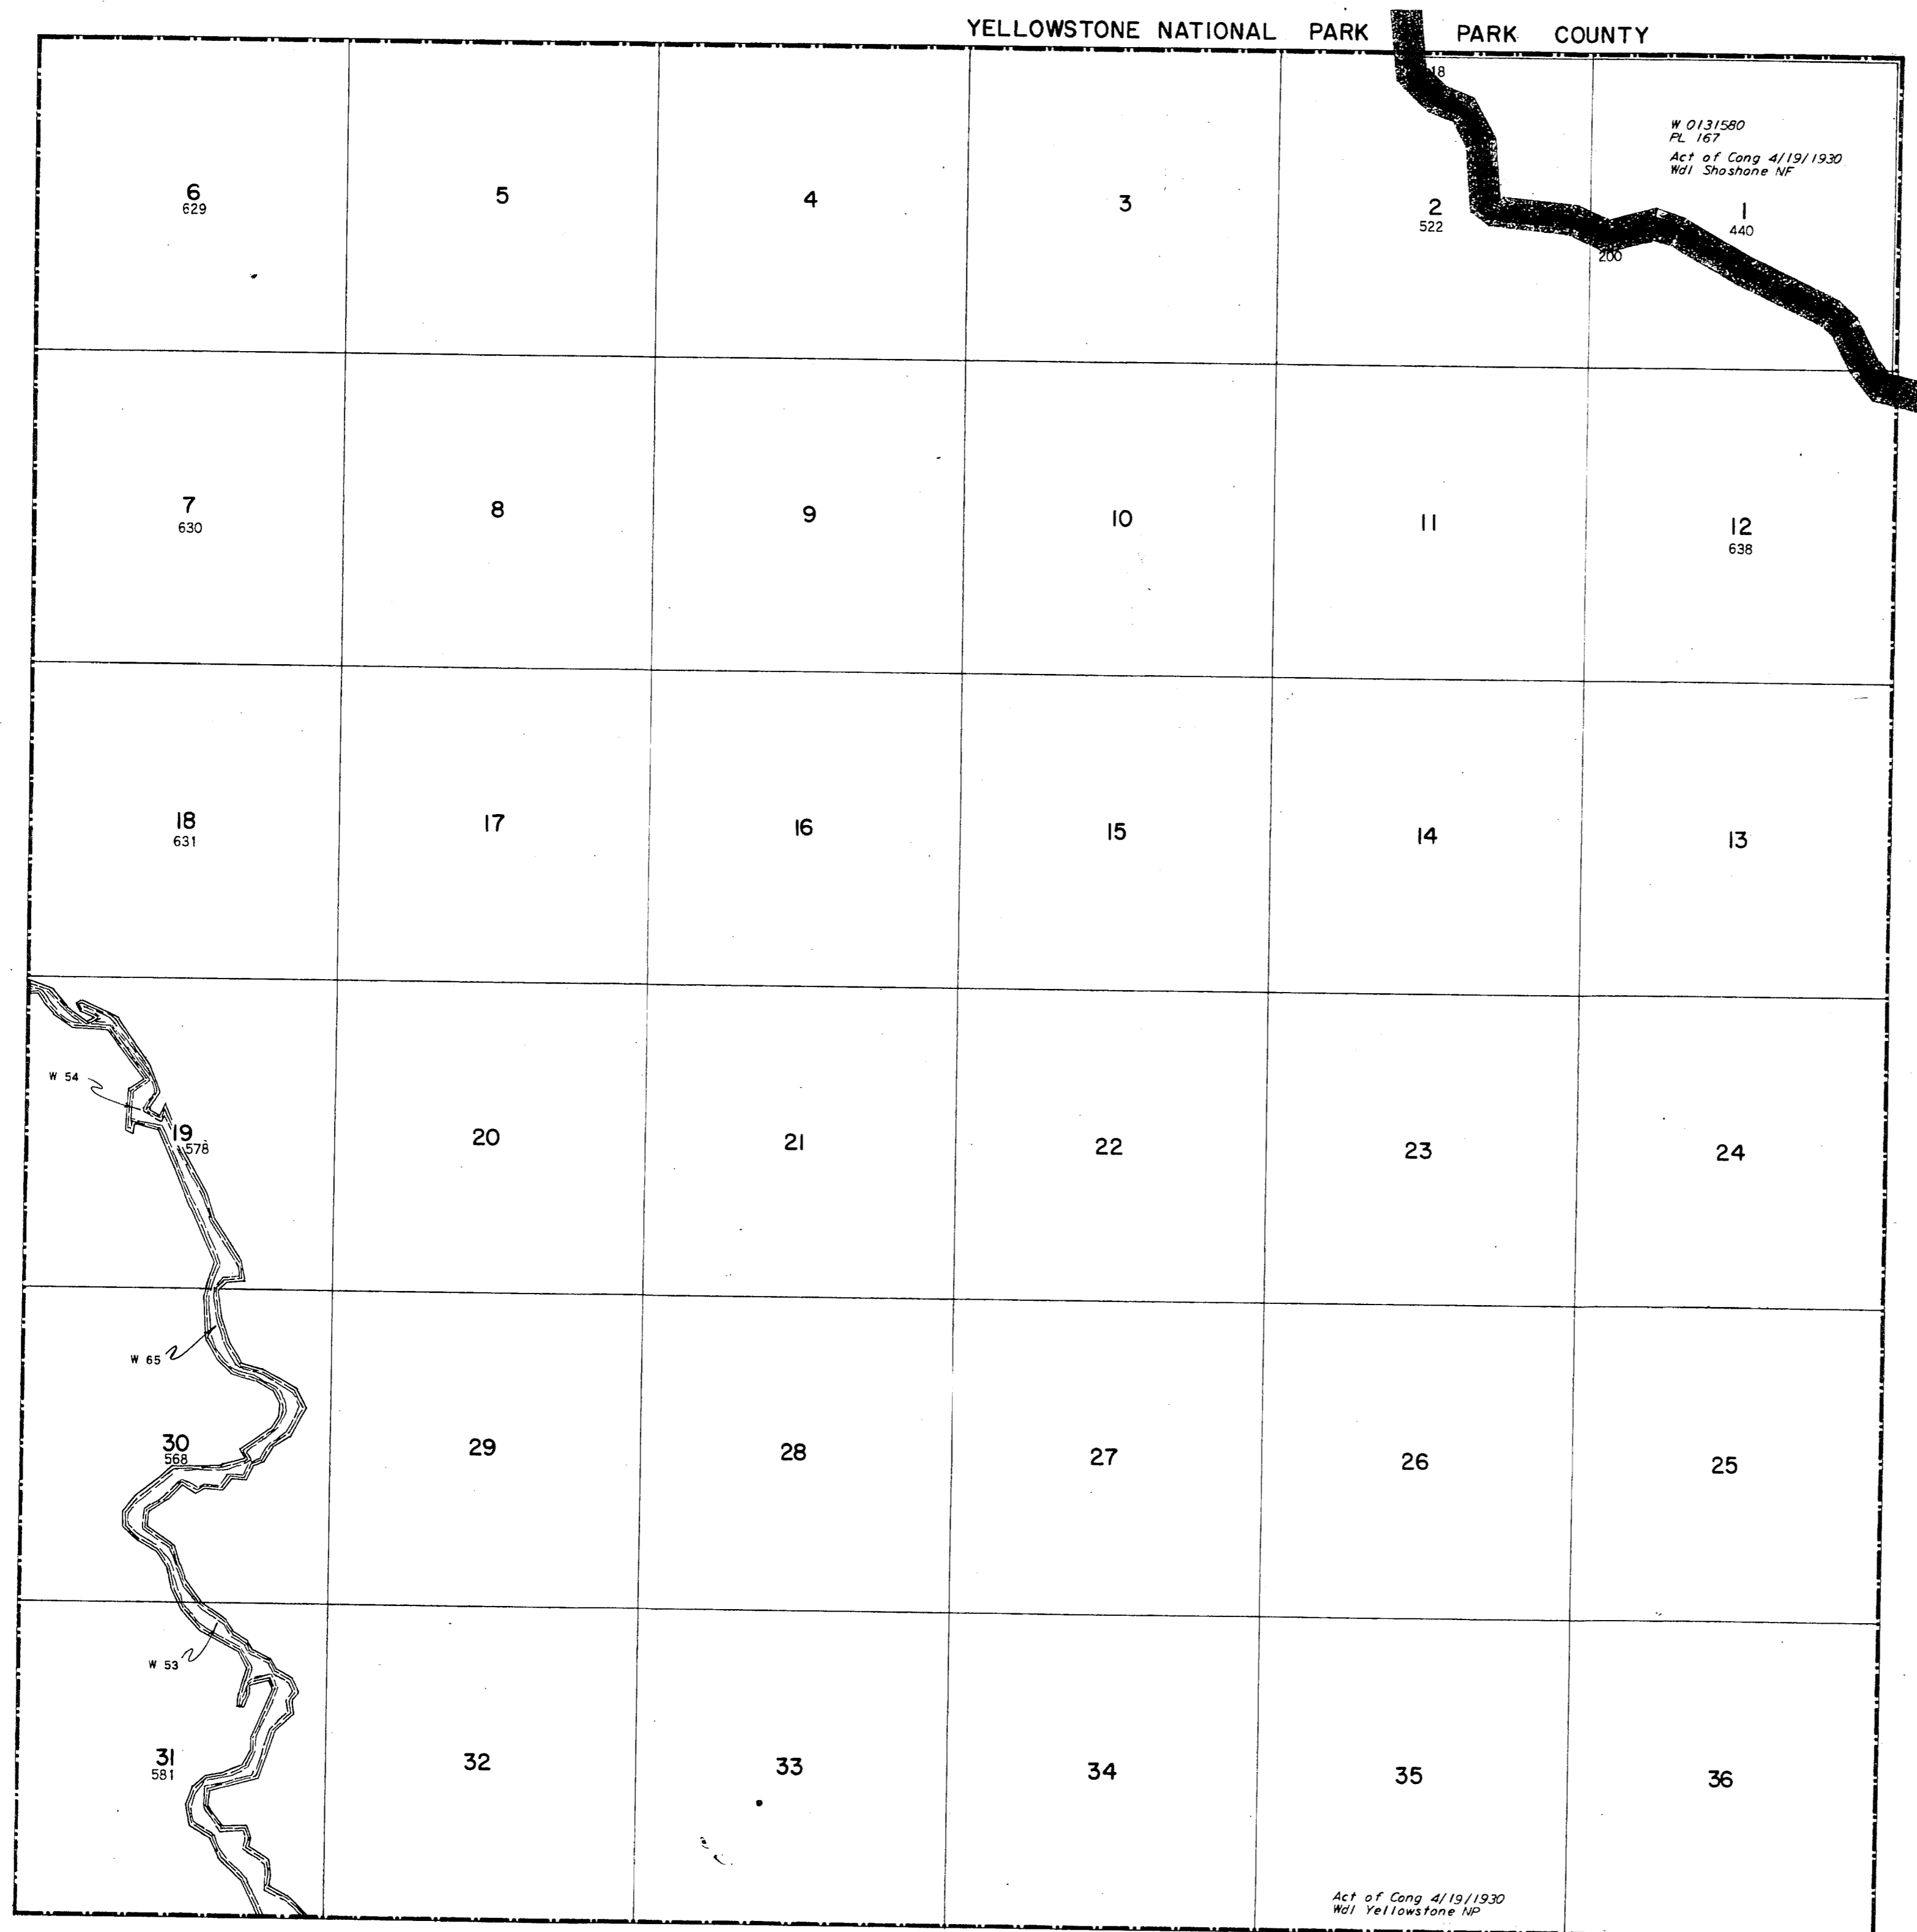 YELLOWSTONE NATIONAL PARK PARK COUNTY
18
W 0131580
PL 167
Act of Cong 4/19/1930
Wdl Shoshone NF
6 5 4 3 2 1
629 522 440
200
7 8 9 10 11 12
630 638
18 17 16 15 14 13
631
W 54
19 20 21 22 23 24
578
W 65
30 29 28 27 26 25
568
W 53
31 32 33 34 35 36
581
Act of Cong 4/19/1930
Wdl Yellowstone NP